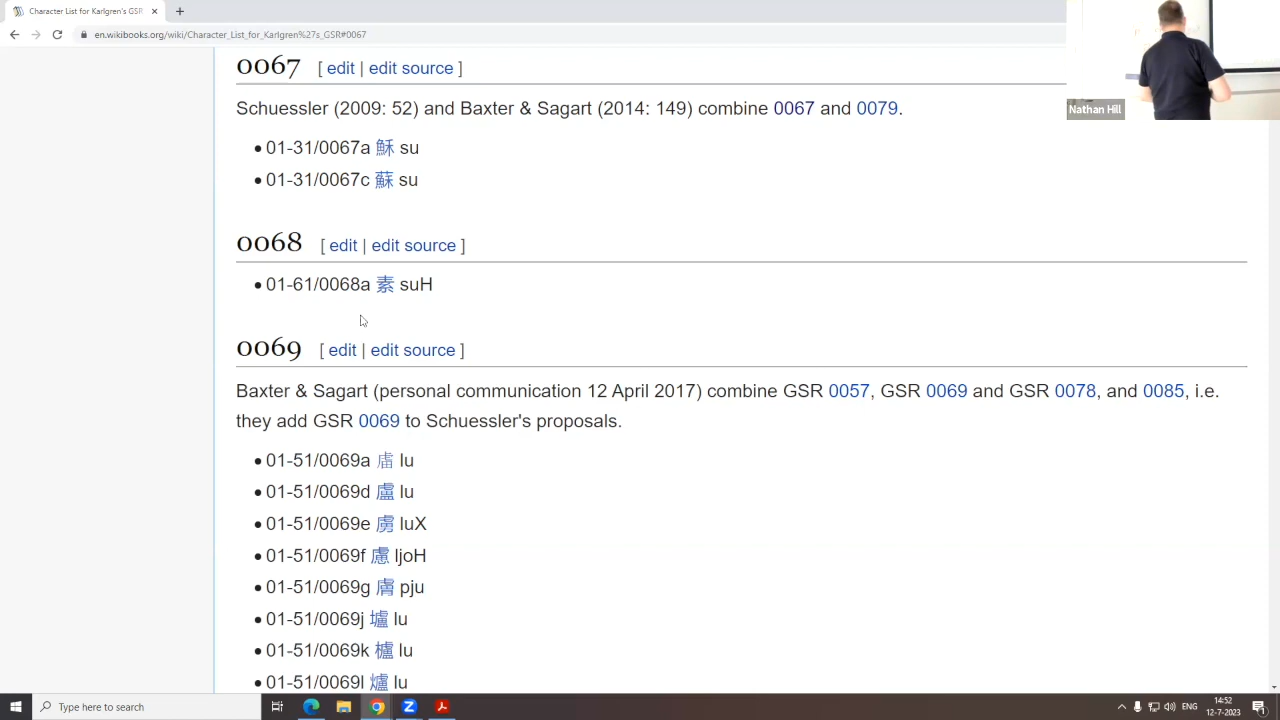 Character List for Karlgren's GSR
en.wikibooks.org/wiki/Character_List_for_Karlgren%27s_GSR#0067
Nathan Hill
0067 [ edit | edit source ]
Schuessler (2009: 52) and Baxter & Sagart (2014: 149) combine 0067 and 0079.
01-31/0067a 穌 su
01-31/0067c 蘇 su
0068 [ edit | edit source ]
01-61/0068a 素 suH
0069 [ edit | edit source ]
Baxter & Sagart (personal communication 12 April 2017) combine GSR 0057, GSR 0069 and GSR 0078, and 0085, i.e.
they add GSR 0069 to Schuessler's proposals.
01-51/0069a 𧆨 lu
01-51/0069d 盧 lu
01-51/0069e 虜 luX
01-51/0069f 慮 ljoH
01-51/0069g 膚 pju
01-51/0069j 壚 lu
01-51/0069k 櫨 lu
01-51/0069l 爐 lu
Type here to search
ENG
14:52
12-7-2023
1